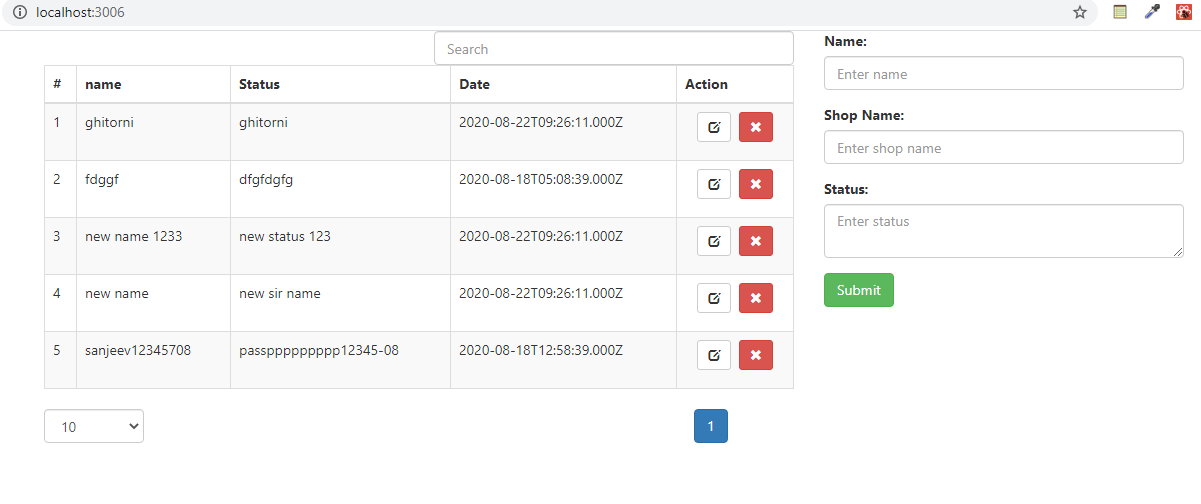 localhost:3006
Search
# name Status Date Action
1 ghitorni ghitorni 2020-08-22T09:26:11.000Z
2 fdggf dfgfdgfg 2020-08-18T05:08:39.000Z
3 new name 1233 new status 123 2020-08-22T09:26:11.000Z
4 new name new sir name 2020-08-22T09:26:11.000Z
5 sanjeev12345708 passpppppppppp12345-08 2020-08-18T12:58:39.000Z
10 1
Name:
Enter name
Shop Name:
Enter shop name
Status:
Enter status
Submit